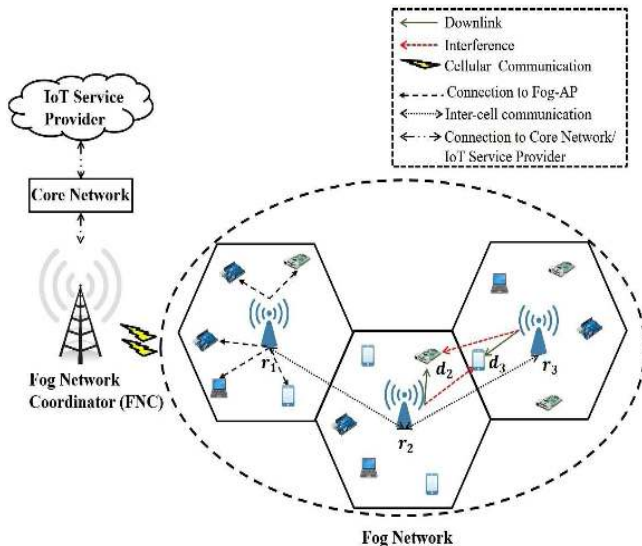 Downlink
Interference
Cellular Communication
Connection to Fog-AP
Inter-cell communication
Connection to Core Network/
IoT Service Provider
IoT Service
Provider
Core Network
Fog Network
Coordinator (FNC)
r₁
d₂
d₃
r₃
r₂
Fog Network